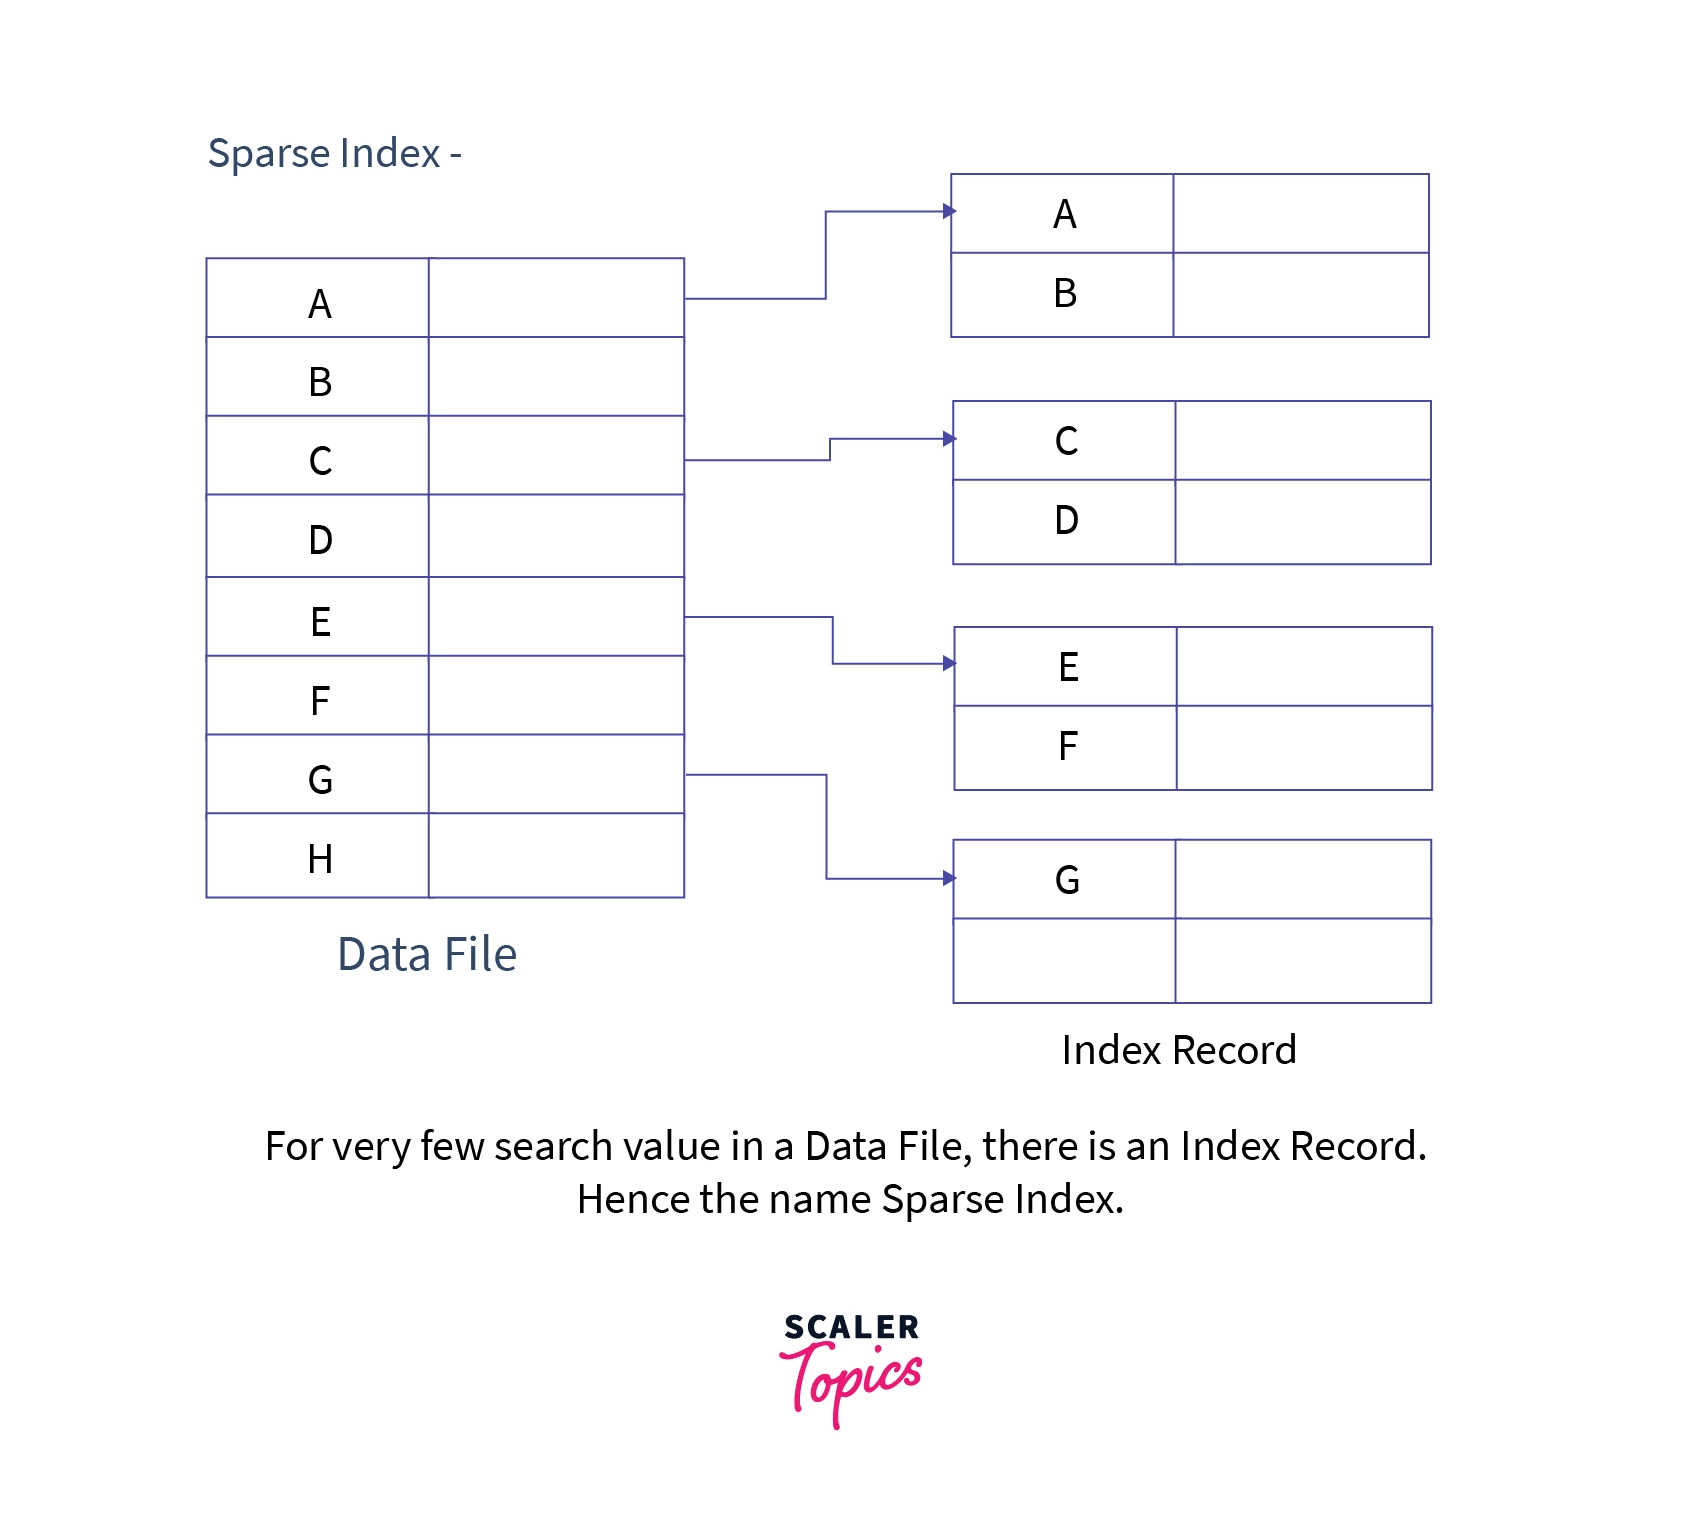 Sparse Index -
A
B
C
D
E
F
G
H
Data File
A
B
C
D
E
F
G
Index Record
For very few search value in a Data File, there is an Index Record.
Hence the name Sparse Index.
SCALER
Topics